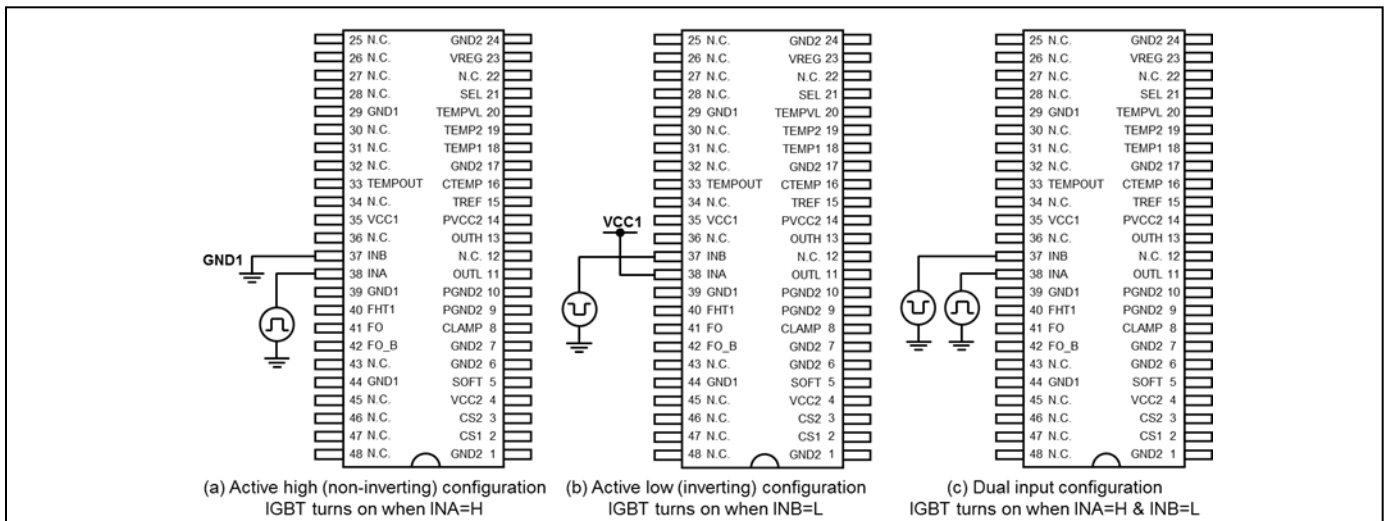 25 N.C. GND2 24
26 N.C. VREG 23
27 N.C. N.C. 22
28 N.C. SEL 21
29 GND1 TEMPVL 20
30 N.C. TEMP2 19
31 N.C. TEMP1 18
32 N.C. GND2 17
33 TEMPOUT CTEMP 16
34 N.C. TREF 15
35 VCC1 PVCC2 14
36 N.C. OUTH 13
GND1 37 INB N.C. 12
38 INA OUTL 11
39 GND1 PGND2 10
40 FHT1 PGND2 9
41 FO CLAMP 8
42 FO_B GND2 7
43 N.C. GND2 6
44 GND1 SOFT 5
45 N.C. VCC2 4
46 N.C. CS2 3
47 N.C. CS1 2
48 N.C. GND2 1
(a) Active high (non-inverting) configuration
IGBT turns on when INA=H
25 N.C. GND2 24
26 N.C. VREG 23
27 N.C. N.C. 22
28 N.C. SEL 21
29 GND1 TEMPVL 20
30 N.C. TEMP2 19
31 N.C. TEMP1 18
32 N.C. GND2 17
33 TEMPOUT CTEMP 16
34 N.C. TREF 15
VCC1 35 VCC1 PVCC2 14
36 N.C. OUTH 13
37 INB N.C. 12
38 INA OUTL 11
39 GND1 PGND2 10
40 FHT1 PGND2 9
41 FO CLAMP 8
42 FO_B GND2 7
43 N.C. GND2 6
44 GND1 SOFT 5
45 N.C. VCC2 4
46 N.C. CS2 3
47 N.C. CS1 2
48 N.C. GND2 1
(b) Active low (inverting) configuration
IGBT turns on when INB=L
25 N.C. GND2 24
26 N.C. VREG 23
27 N.C. N.C. 22
28 N.C. SEL 21
29 GND1 TEMPVL 20
30 N.C. TEMP2 19
31 N.C. TEMP1 18
32 N.C. GND2 17
33 TEMPOUT CTEMP 16
34 N.C. TREF 15
35 VCC1 PVCC2 14
36 N.C. OUTH 13
37 INB N.C. 12
38 INA OUTL 11
39 GND1 PGND2 10
40 FHT1 PGND2 9
41 FO CLAMP 8
42 FO_B GND2 7
43 N.C. GND2 6
44 GND1 SOFT 5
45 N.C. VCC2 4
46 N.C. CS2 3
47 N.C. CS1 2
48 N.C. GND2 1
(c) Dual input configuration
IGBT turns on when INA=H & INB=L